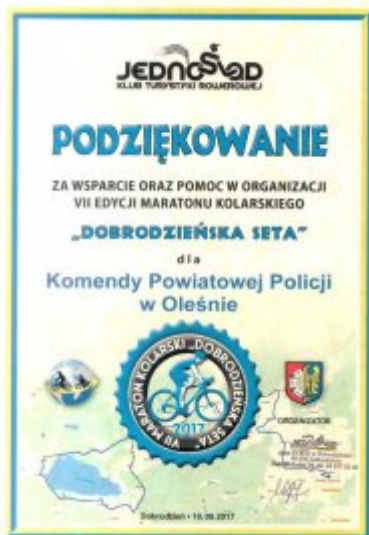 JEDNOŚLAD
KLUB TURYSTYKI ROWEROWEJ
PODZIĘKOWANIE
ZA WSPARCIE ORAZ POMOC W ORGANIZACJI
VII EDYCJI MARATONU KOLARSKIEGO
„DOBRODZIEŃSKA SETA”
dla
Komendy Powiatowej Policji
w Oleśnie
VII MARATON KOLARSKI „DOBRODZIEŃSKA SETA”
2017
ORGANIZATOR
Dobrodzień • 10.09.2017